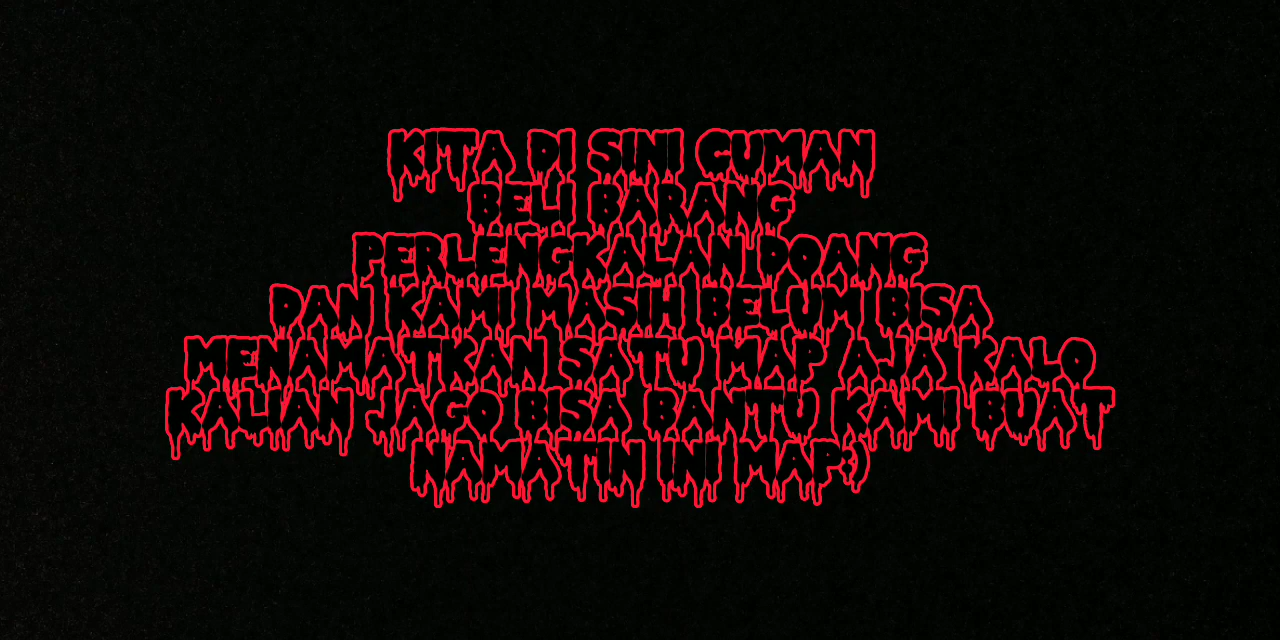 KITA DI SINI CUMAN
BELI BARANG
PERLENGKALAN DOANG
DAN KAMI MASIH BELUM BISA
MENAMATKAN SATU MAP AJA KALO
KALIAN JAGO BISA BANTU KAMI BUAT
NAMATIN INI MAP:)